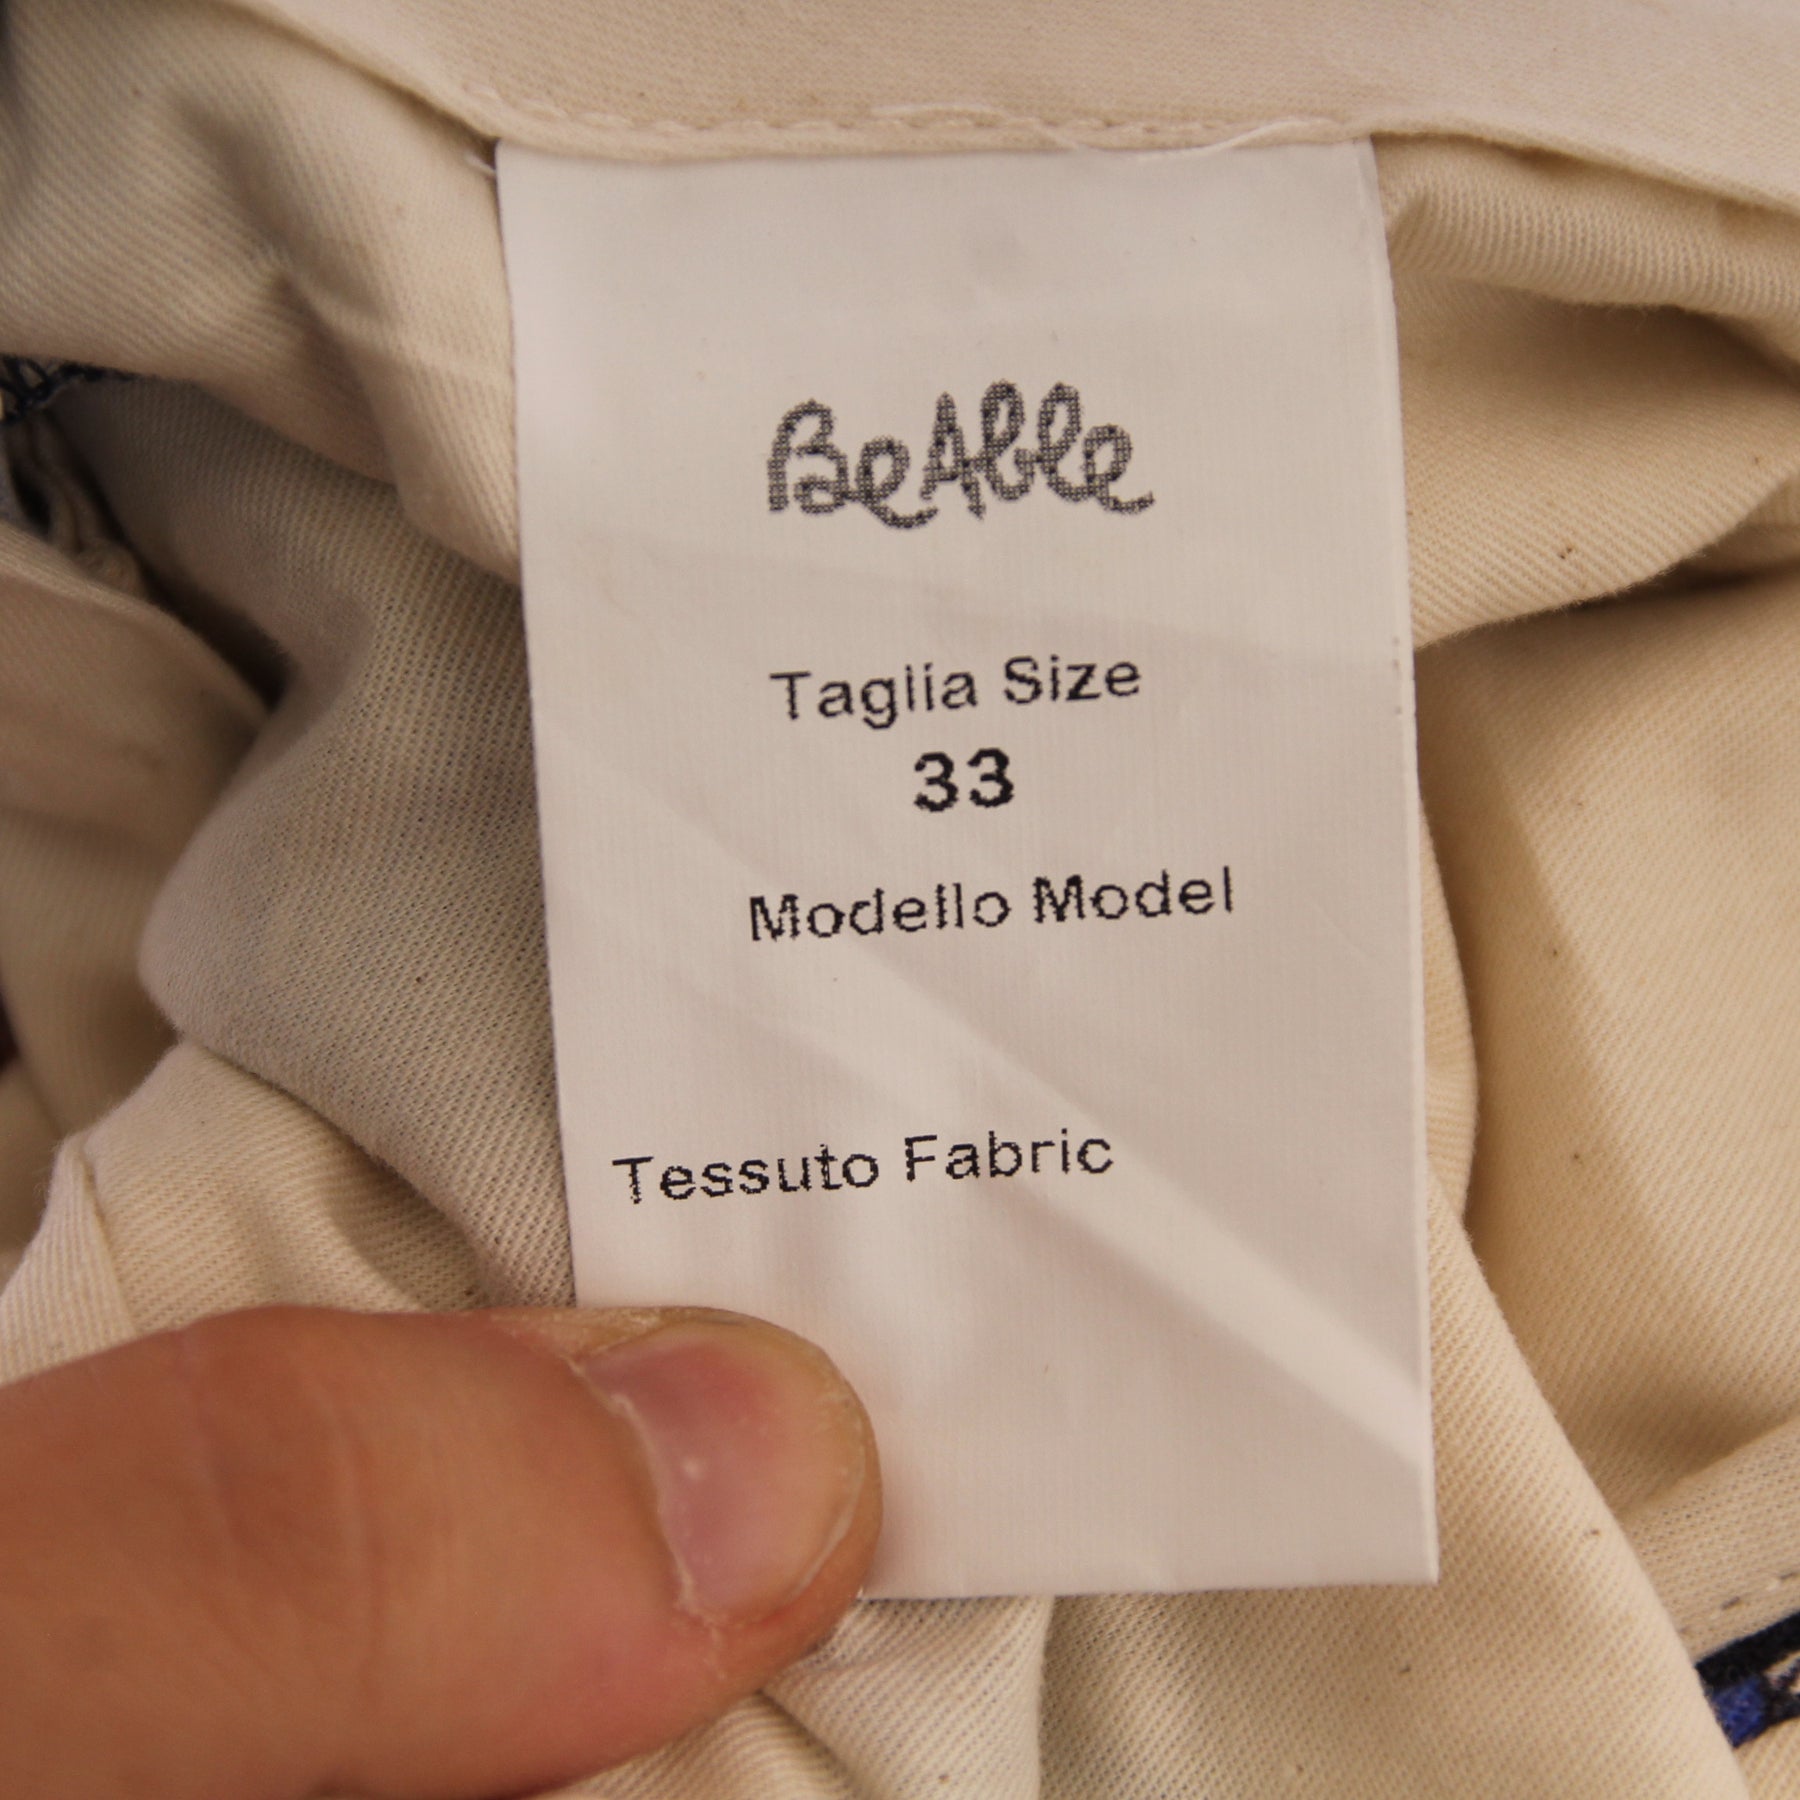 BeAble
Taglia Size
33
Modello Model
Tessuto Fabric